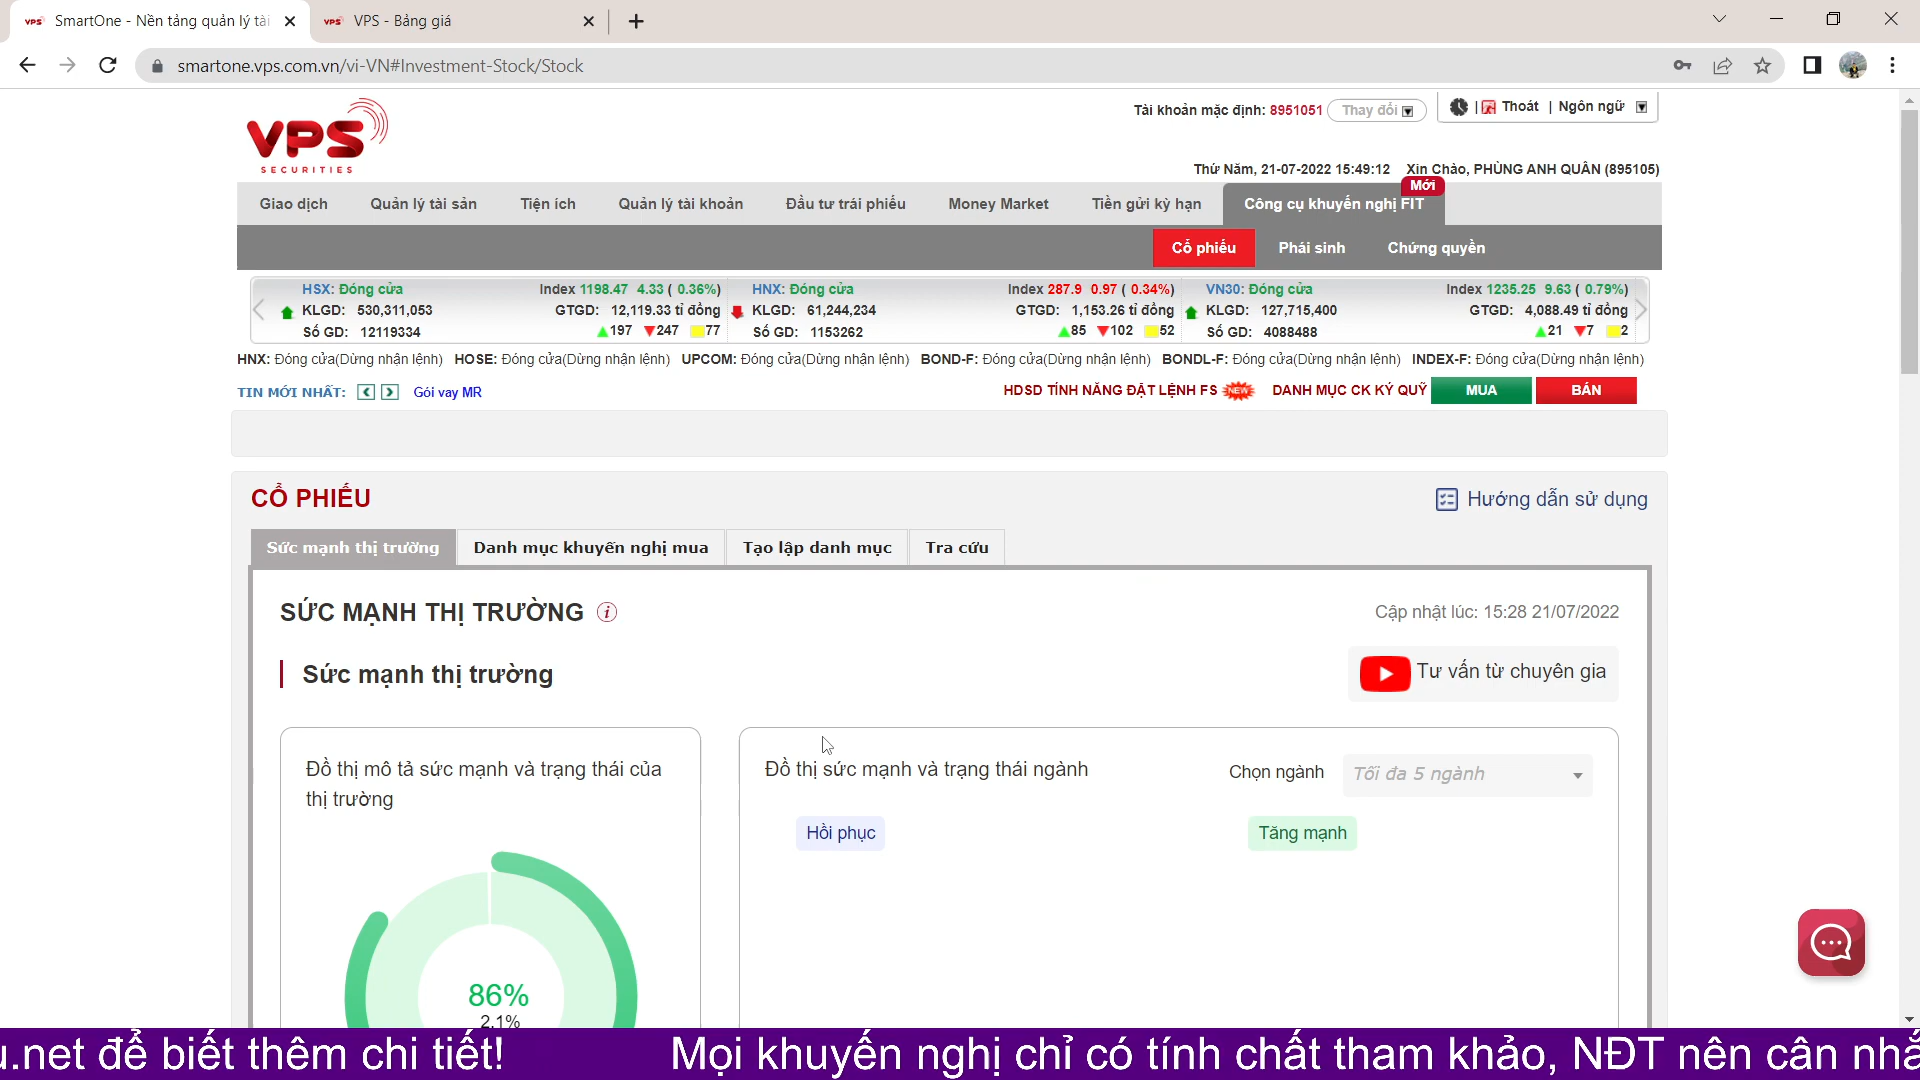 SmartOne - Nền tảng quản lý tài
VPS - Bảng giá
smartone.vps.com.vn/vi-VN#Investment-Stock/Stock
VPS
SECURITIES
Tài khoản mặc định: 8951051 Thay đổi
| Thoát | Ngôn ngữ
Thứ Năm, 21-07-2022 15:49:12 Xin Chào, PHÙNG ANH QUÂN (895105)
Mới
Giao dịch Quản lý tài sản Tiện ích Quản lý tài khoản Đầu tư trái phiếu Money Market Tiền gửi kỳ hạn Công cụ khuyến nghị FIT
Cổ phiếu Phái sinh Chứng quyền
HSX: Đóng cửa Index 1198.47 4.33 ( 0.36%) HNX: Đóng cửa Index 287.9 0.97 ( 0.34%) VN30: Đóng cửa Index 1235.25 9.63 ( 0.79%)
KLGD: 530,311,053 GTGD: 12,119.33 tỉ đồng KLGD: 61,244,234 GTGD: 1,153.26 tỉ đồng KLGD: 127,715,400 GTGD: 4,088.49 tỉ đồng
Số GD: 12119334 197 247 77 Số GD: 1153262 85 102 52 Số GD: 4088488 21 7 2
HNX: Đóng cửa(Dừng nhận lệnh) HOSE: Đóng cửa(Dừng nhận lệnh) UPCOM: Đóng cửa(Dừng nhận lệnh) BOND-F: Đóng cửa(Dừng nhận lệnh) BONDL-F: Đóng cửa(Dừng nhận lệnh) INDEX-F: Đóng cửa(Dừng nhận lệnh)
TIN MỚI NHẤT: Gói vay MR HDSD TÍNH NĂNG ĐẶT LỆNH FS NEW DANH MỤC CK KÝ QUỸ MUA BÁN
CỔ PHIẾU
Hướng dẫn sử dụng
Sức mạnh thị trường Danh mục khuyến nghị mua Tạo lập danh mục Tra cứu
SỨC MẠNH THỊ TRƯỜNG i
Cập nhật lúc: 15:28 21/07/2022
Sức mạnh thị trường
Tư vấn từ chuyên gia
Đồ thị mô tả sức mạnh và trạng thái của
thị trường
Đồ thị sức mạnh và trạng thái ngành
Chọn ngành Tối đa 5 ngành
Hồi phục Tăng mạnh
86%
2.1%
u.net để biết thêm chi tiết! Mọi khuyến nghị chỉ có tính chất tham khảo, NĐT nên cân nhắ